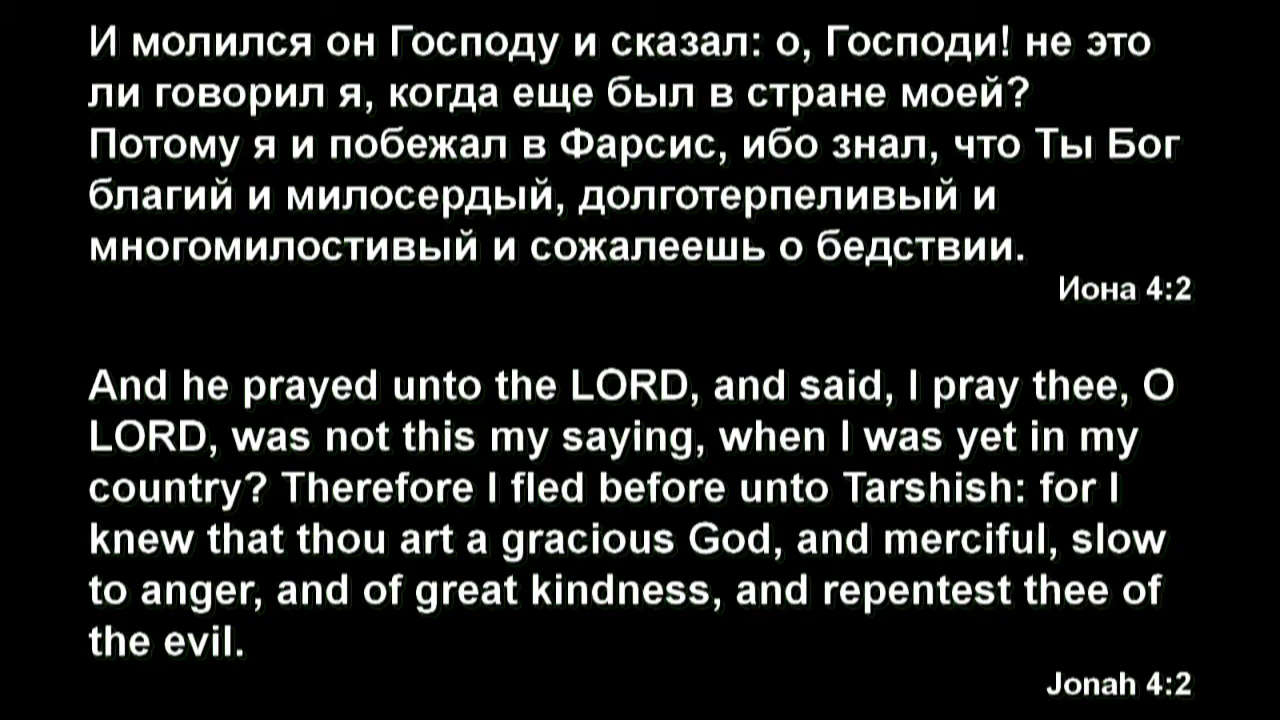 И молился он Господу и сказал: о, Господи! не это
ли говорил я, когда еще был в стране моей?
Потому я и побежал в Фарсис, ибо знал, что Ты Бог
благий и милосердый, долготерпеливый и
многомилостивый и сожалеешь о бедствии.
Иона 4:2
And he prayed unto the LORD, and said, I pray thee, O
LORD, was not this my saying, when I was yet in my
country? Therefore I fled before unto Tarshish: for I
knew that thou art a gracious God, and merciful, slow
to anger, and of great kindness, and repentest thee of
the evil.
Jonah 4:2